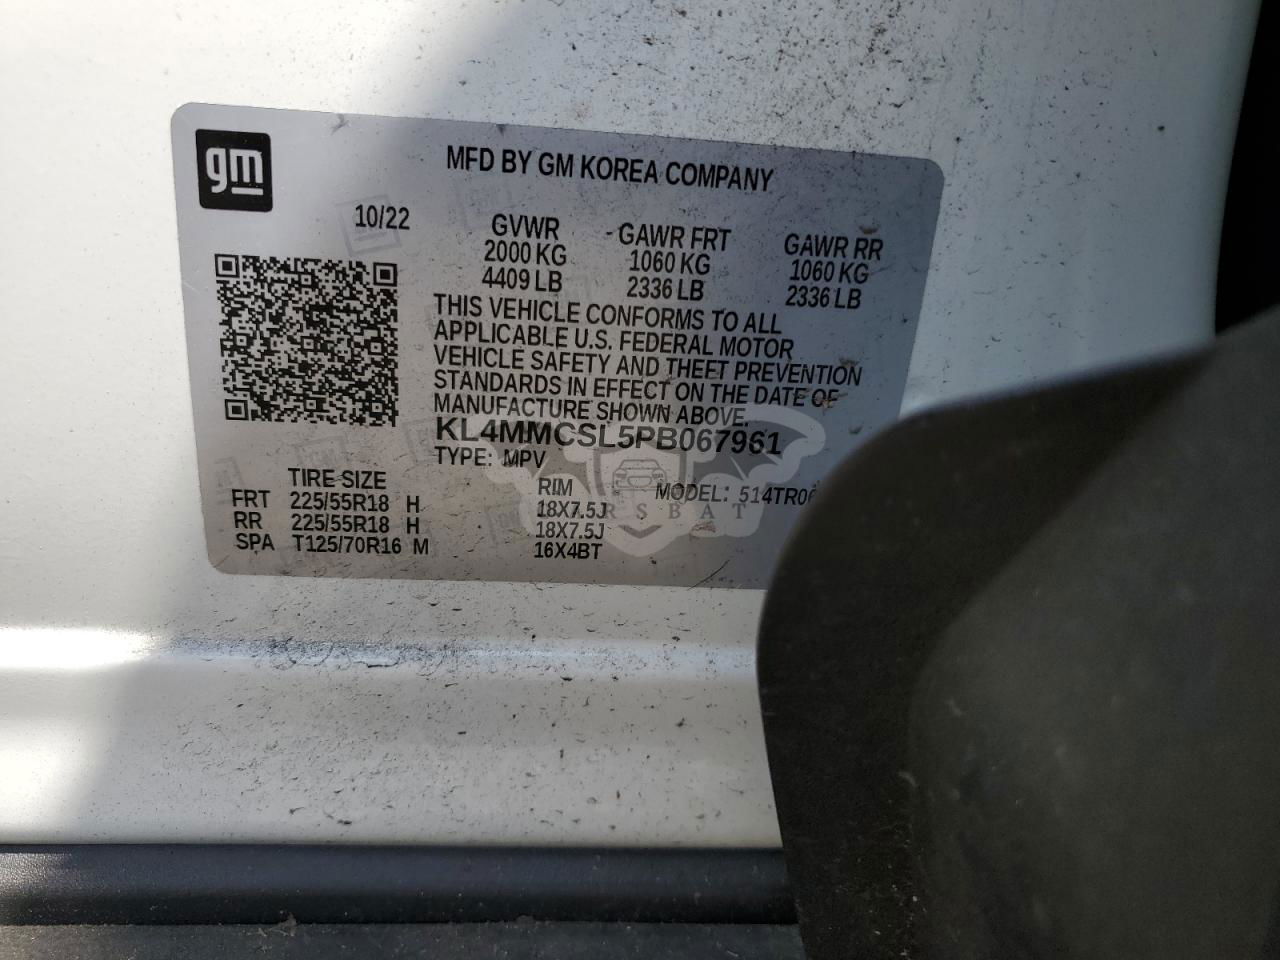 gm
MFD BY GM KOREA COMPANY
10/22
GVWR GAWR FRT GAWR RR
2000 KG 1060 KG 1060 KG
4409 LB 2336 LB 2336 LB
THIS VEHICLE CONFORMS TO ALL
APPLICABLE U.S. FEDERAL MOTOR
VEHICLE SAFETY AND THEFT PREVENTION
STANDARDS IN EFFECT ON THE DATE OF
MANUFACTURE SHOWN ABOVE.
KL4MMCSL5PB067961
TYPE: MPV
TIRE SIZE RIM MODEL:
FRT 225/55R18 H 18X7.5J
RR 225/55R18 H 18X7.5J
SPA T125/70R16 M 16X4BT